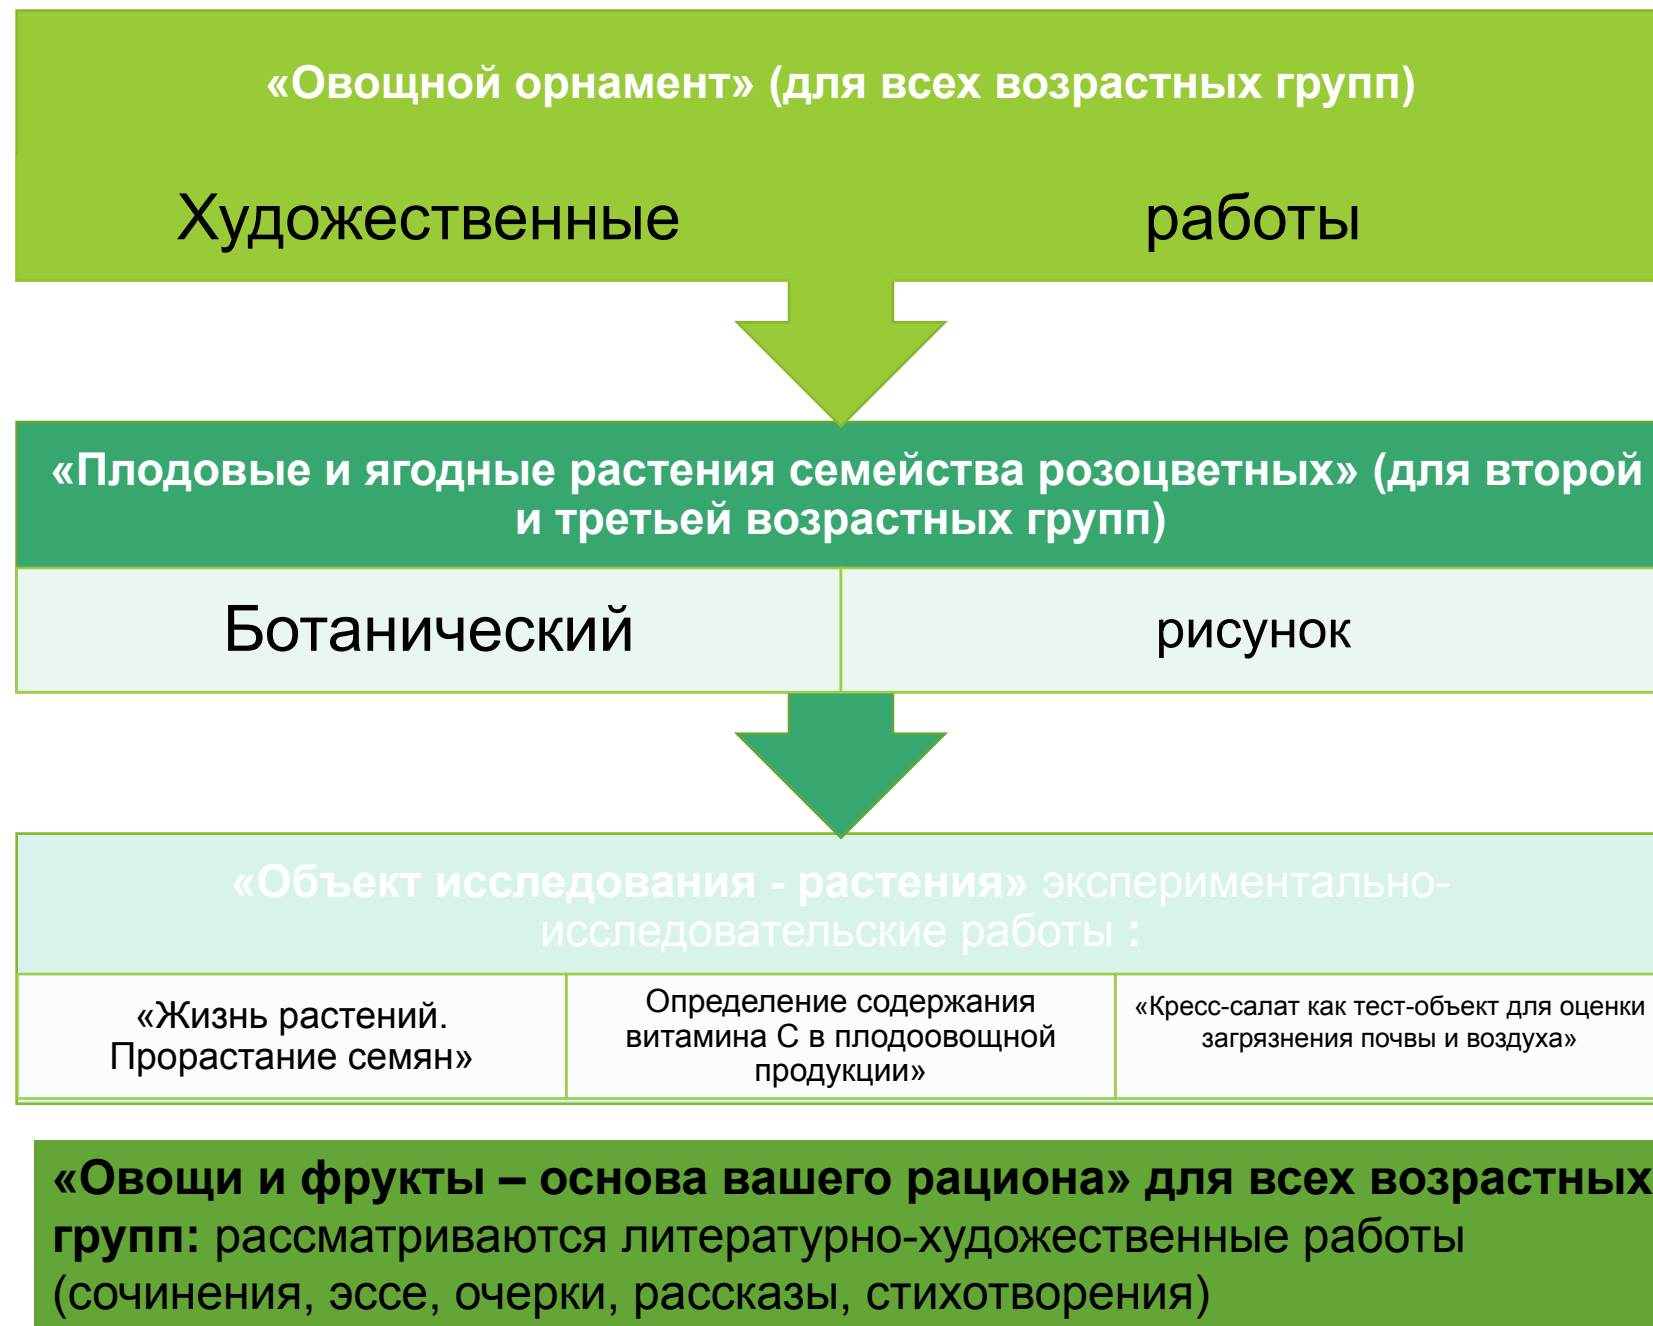 «Овощной орнамент» (для всех возрастных групп)
Художественные работы
«Плодовые и ягодные растения семейства розоцветных» (для второй
и третьей возрастных групп)
Ботанический рисунок
«Объект исследования - растения» экспериментально-
исследовательские работы :
«Жизнь растений.
Прорастание семян»
Определение содержания
витамина С в плодоовощной
продукции»
«Кресс-салат как тест-объект для оценки
загрязнения почвы и воздуха»
«Овощи и фрукты – основа вашего рациона» для всех возрастных
групп: рассматриваются литературно-художественные работы
(сочинения, эссе, очерки, рассказы, стихотворения)